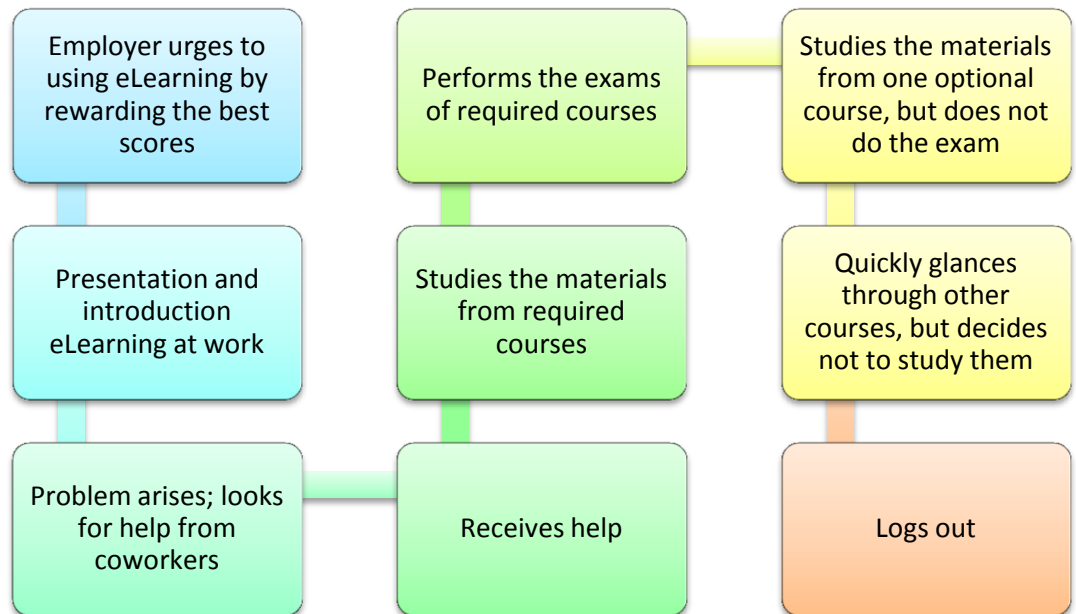 Employer urges to
using eLearning by
rewarding the best
scores
Presentation and
introduction
eLearning at work
Problem arises; looks
for help from
coworkers
Receives help
Studies the materials
from required
courses
Performs the exams
of required courses
Studies the materials
from one optional
course, but does not
do the exam
Quickly glances
through other
courses, but decides
not to study them
Logs out